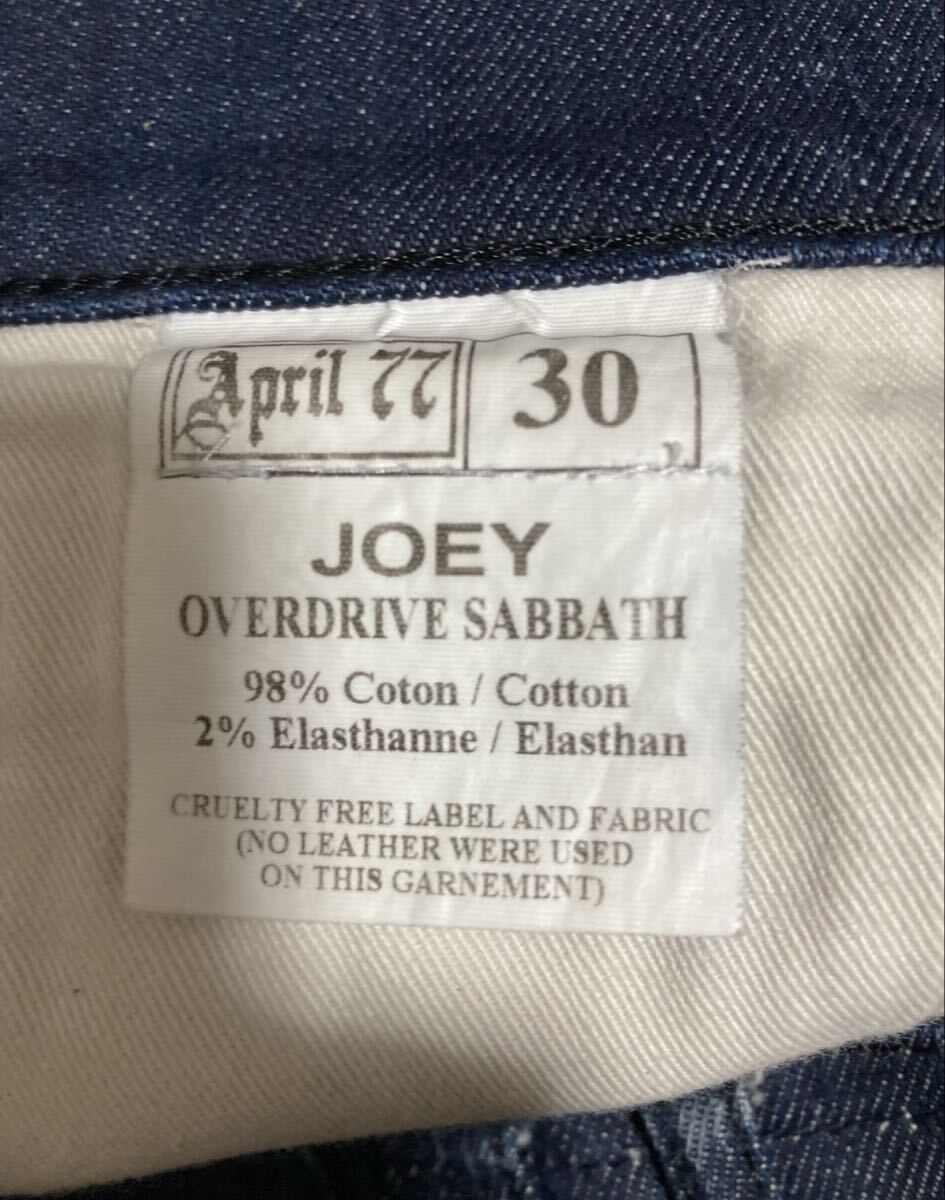 April 77 30
JOEY
OVERDRIVE SABBATH
98% Coton / Cotton
2% Elasthanne / Elasthan
CRUELTY FREE LABEL AND FABRIC
(NO LEATHER WERE USED
ON THIS GARNEMENT)